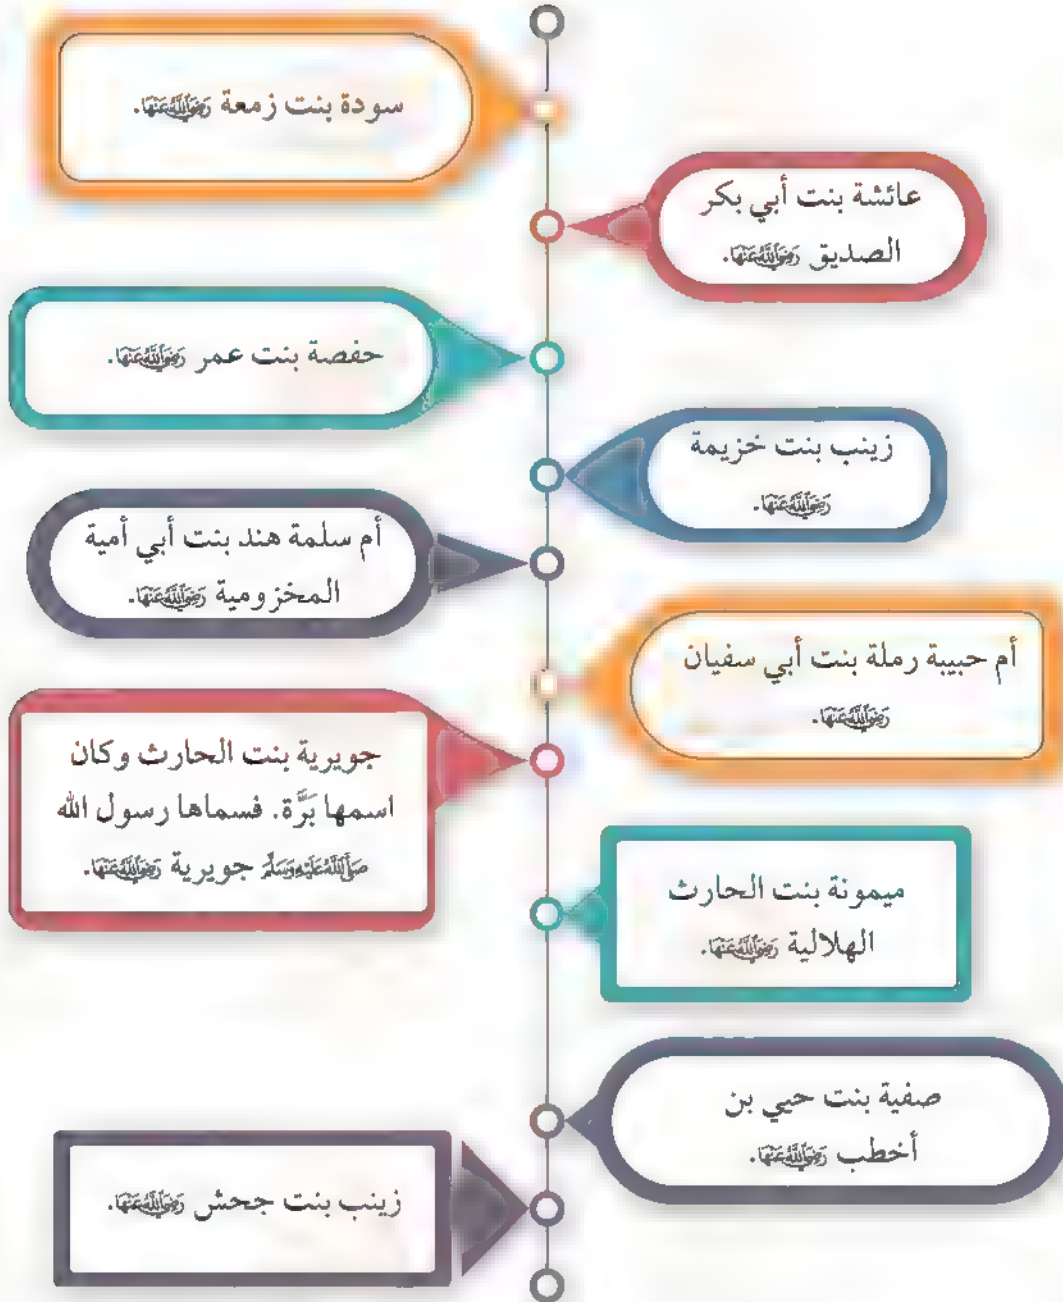 سودة بنت زمعة رَضِيَ اللَّهُ عَنْهَا.
عائشة بنت أبي بكر
الصديق رَضِيَ اللَّهُ عَنْهَا.
حفصة بنت عمر رَضِيَ اللَّهُ عَنْهَا.
زينب بنت خزيمة
رَضِيَ اللَّهُ عَنْهَا.
أم سلمة هند بنت أبي أمية
المخزومية رَضِيَ اللَّهُ عَنْهَا.
أم حبيبة رملة بنت أبي سفيان
رَضِيَ اللَّهُ عَنْهَا.
جويرية بنت الحارث وكان
اسمها بَرَّة. فسماها رسول الله
صَلَّى اللَّهُ عَلَيْهِ وَسَلَّمَ جويرية رَضِيَ اللَّهُ عَنْهَا.
ميمونة بنت الحارث
الهلالية رَضِيَ اللَّهُ عَنْهَا.
صفية بنت حيي بن
أخطب رَضِيَ اللَّهُ عَنْهَا.
زينب بنت جحش رَضِيَ اللَّهُ عَنْهَا.